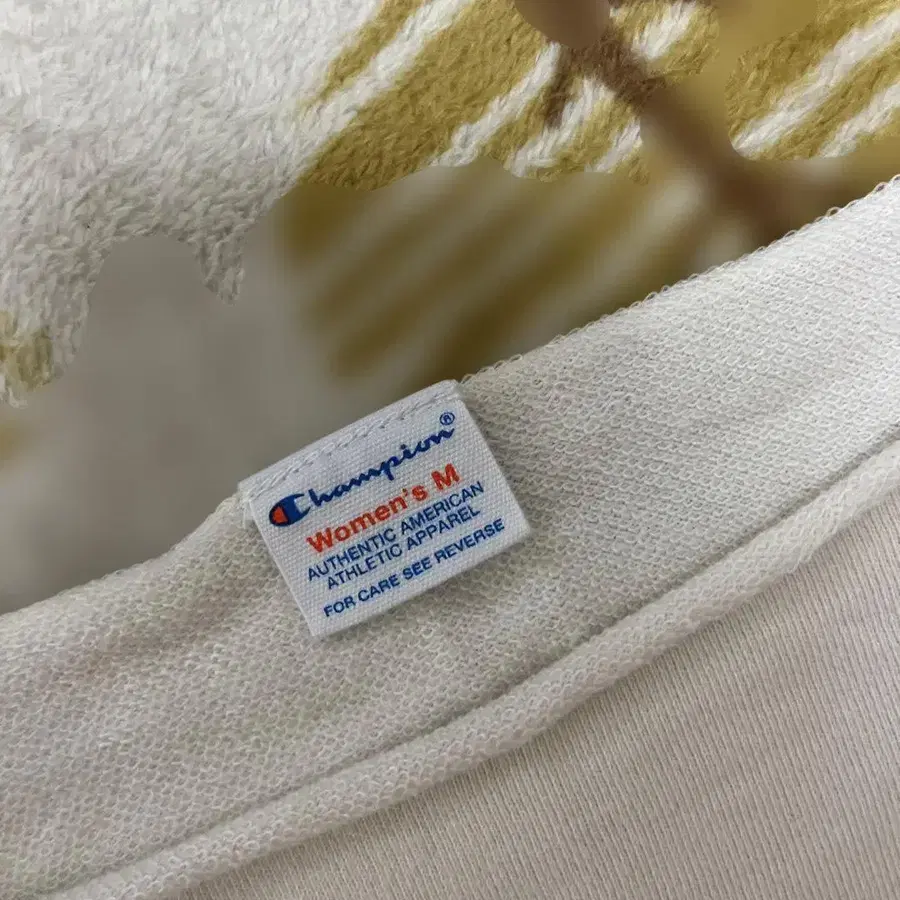 Champion®
Women's M
AUTHENTIC AMERICAN
ATHLETIC APPAREL
FOR CARE SEE REVERSE